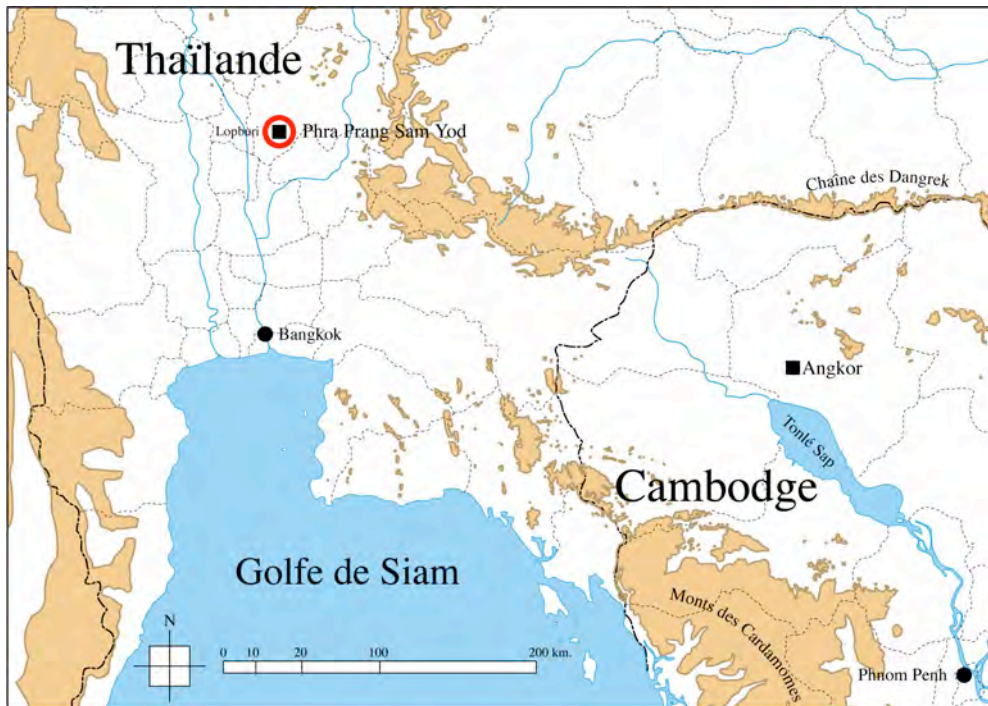 Thaïlande
Lopburi
Phra Prang Sam Yod
Chaîne des Dangrek
Bangkok
Angkor
Tonlé Sap
Cambodge
Golfe de Siam
Monts des Cardamomes
N
0 10 20 100 200 km.
Phnom Penh